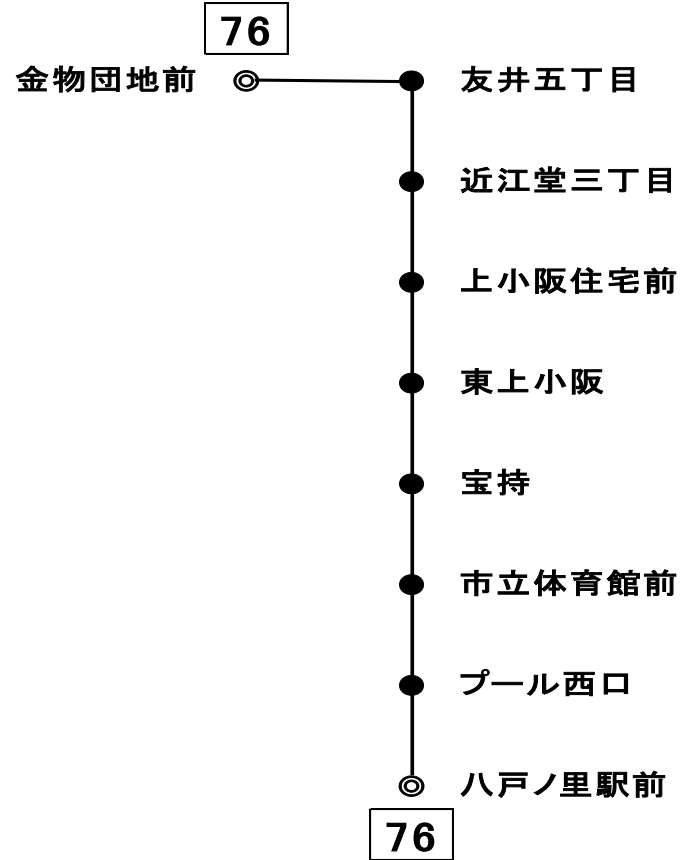 76
金物団地前
友井五丁目
近江堂三丁目
上小阪住宅前
東上小阪
宝持
市立体育館前
プール西口
八戸ノ里駅前
76